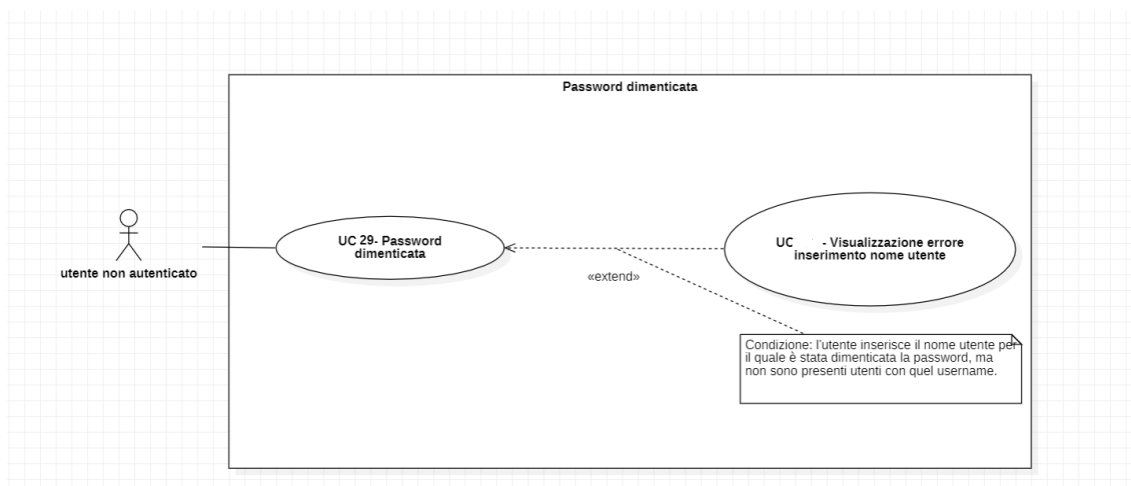 Password dimenticata
utente non autenticato
UC 29- Password
dimenticata
«extend»
UC - Visualizzazione errore
inserimento nome utente
Condizione: l'utente inserisce il nome utente per
il quale è stata dimenticata la password, ma
non sono presenti utenti con quel username.